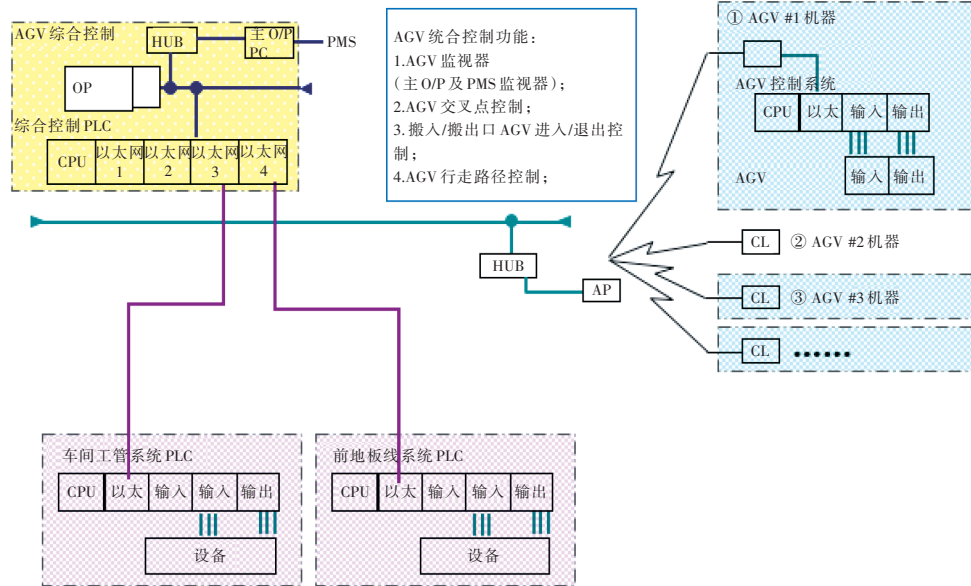 AGV 综合控制
HUB
主 O/P
PC
PMS
OP
综合控制 PLC
CPU
以太网
1
以太网
2
以太网
3
以太网
4
AGV 统合控制功能：
1.AGV 监视器
(主 O/P 及 PMS 监视器)；
2.AGV 交叉点控制；
3.搬入/搬出口 AGV 进入/退出控
制；
4.AGV 行走路径控制；
① AGV #1 机器
AGV 控制系统
CPU 以太 输入 输出
AGV
输入 输出
HUB
AP
CL ② AGV #2 机器
CL ③ AGV #3 机器
CL ••••••
车间工管系统 PLC
CPU 以太 输入 输入 输出
设备
前地板线系统 PLC
CPU 以太 输入 输入 输出
设备